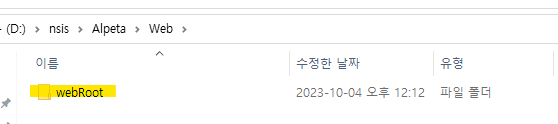 (D:) > nsis > Alpeta > Web >
이름 수정한 날짜 유형
webRoot 2023-10-04 오후 12:12 파일 폴더